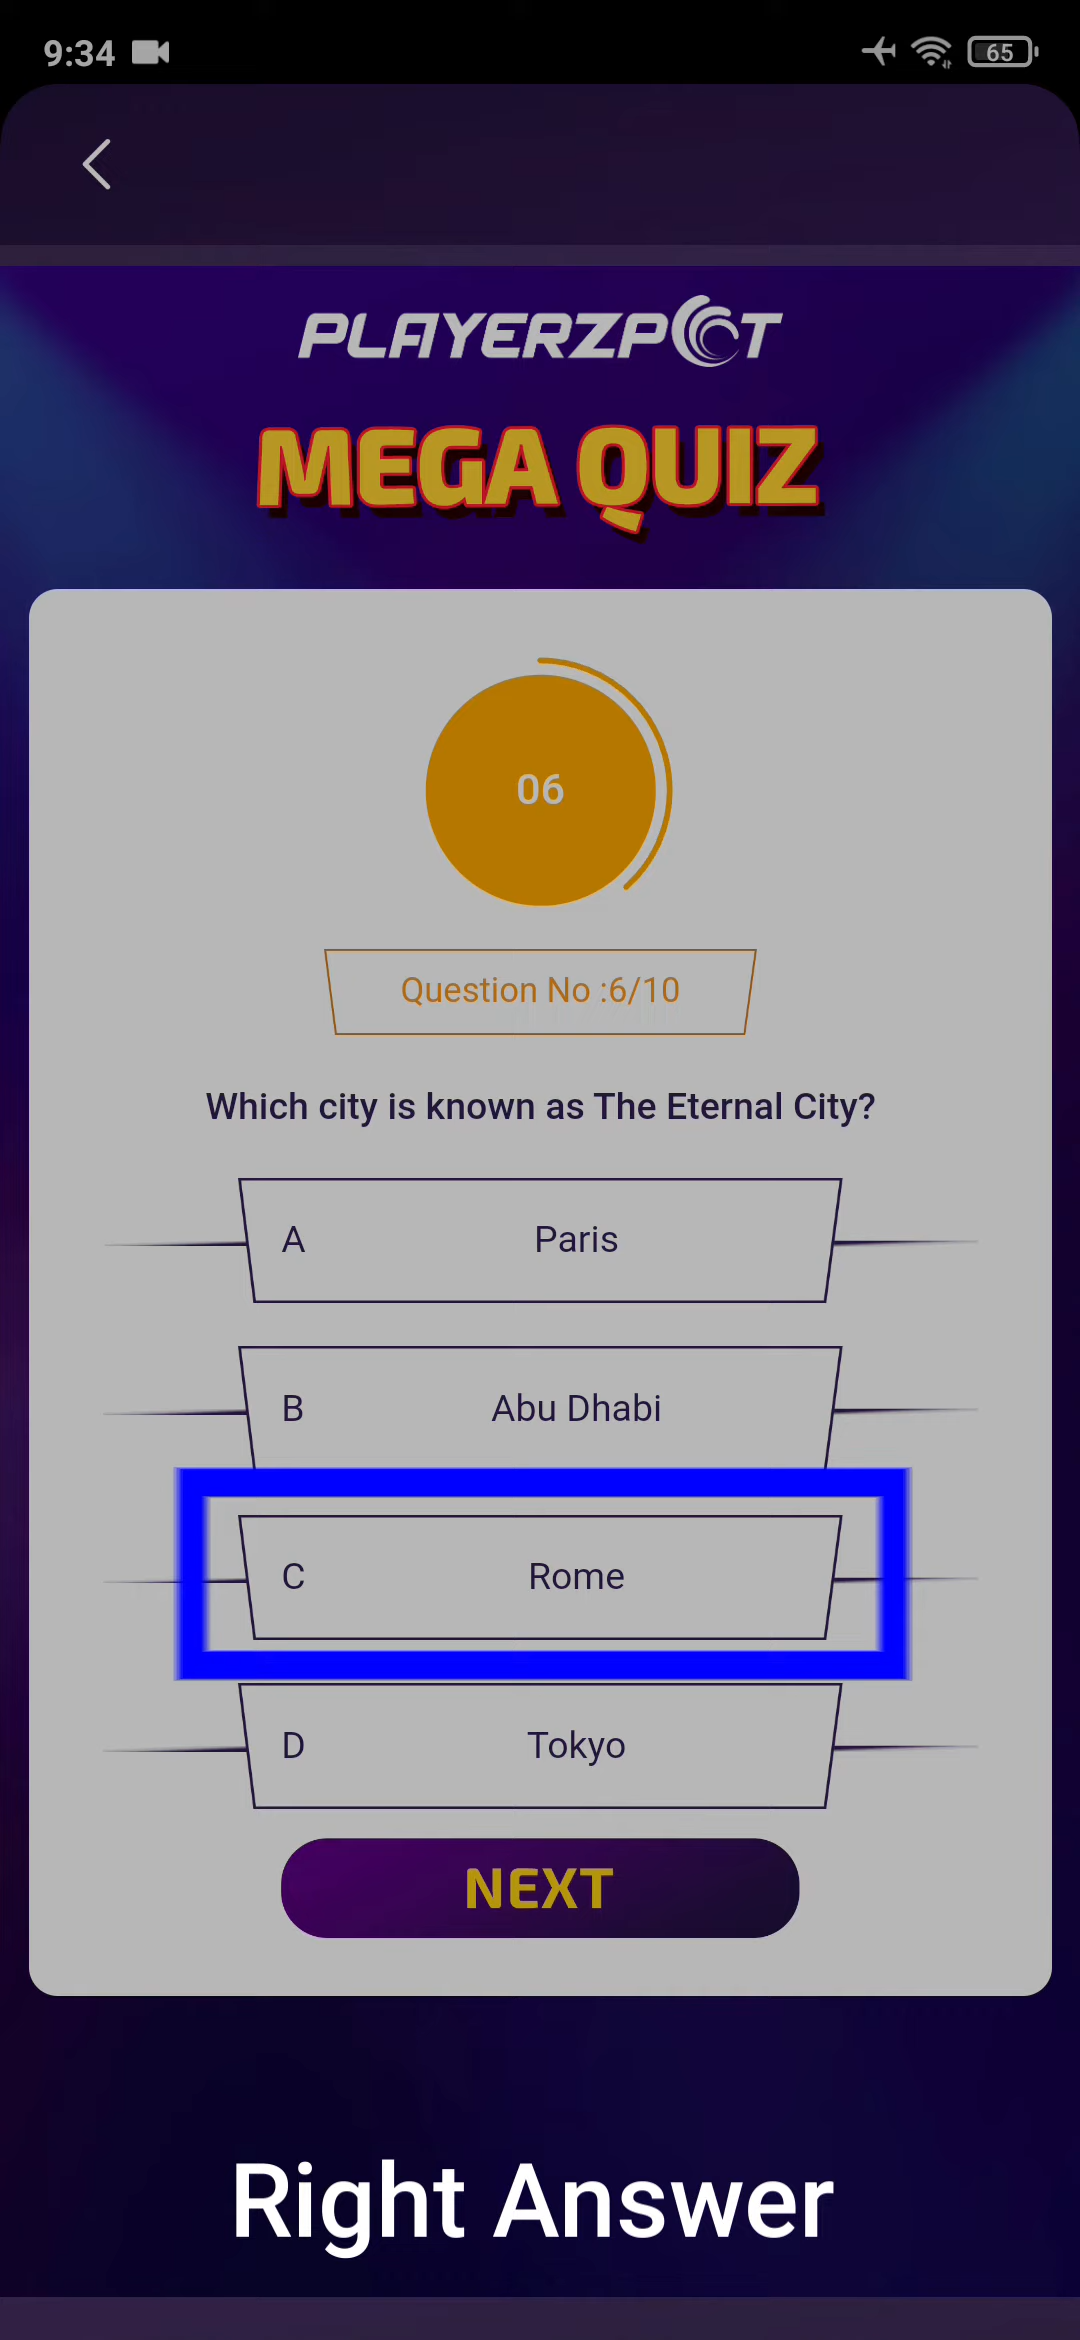 9:34
65
PLAYERZPOT
MEGA QUIZ
06
Question No :6/10
Which city is known as The Eternal City?
A Paris
B Abu Dhabi
C Rome
D Tokyo
NEXT
Right Answer